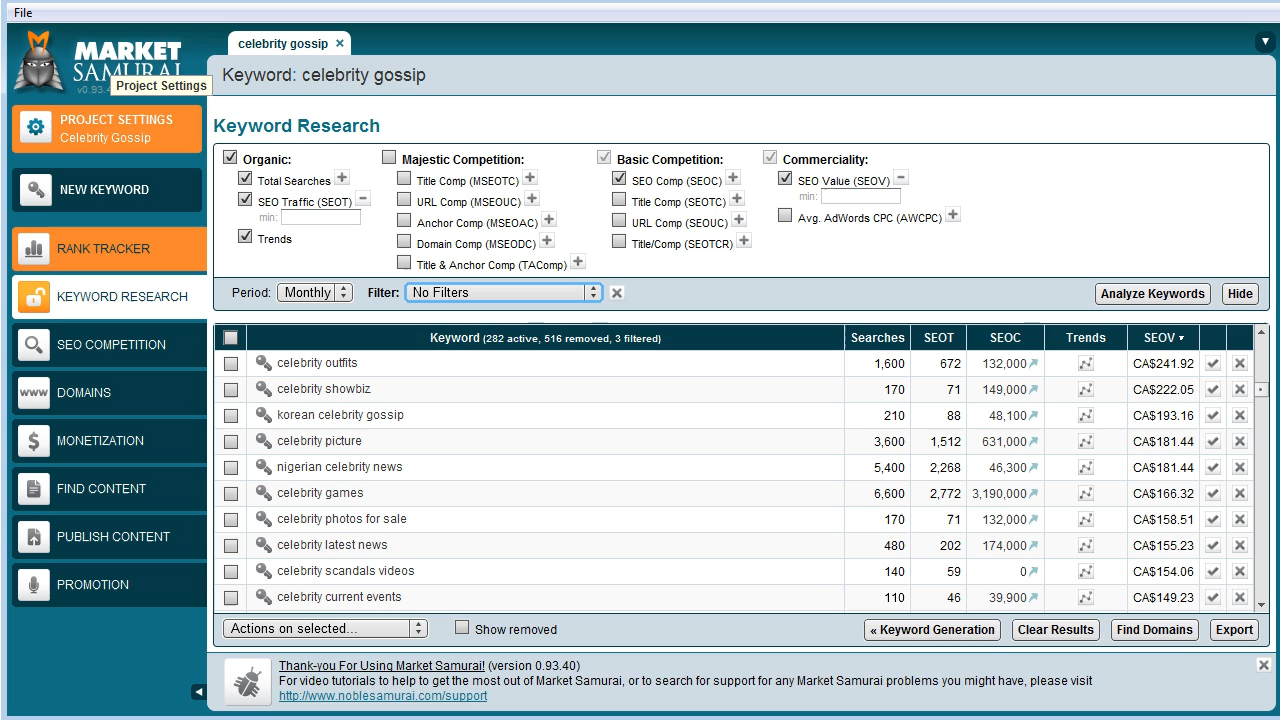 File
MARKET
SAMURAI
v0.93.4
Project Settings
celebrity gossip
Keyword: celebrity gossip
PROJECT SETTINGS
Celebrity Gossip
NEW KEYWORD
RANK TRACKER
KEYWORD RESEARCH
SEO COMPETITION
www DOMAINS
$ MONETIZATION
FIND CONTENT
PUBLISH CONTENT
PROMOTION
Keyword Research
Organic:
Total Searches
SEO Traffic (SEOT)
min:
Trends
Majestic Competition:
Title Comp (MSEOTC)
URL Comp (MSEOUC)
Anchor Comp (MSEOAC)
Domain Comp (MSEODC)
Title & Anchor Comp (TAComp)
Basic Competition:
SEO Comp (SEOC)
Title Comp (SEOTC)
URL Comp (SEOUC)
Title/Comp (SEOTCR)
Commerciality:
SEO Value (SEOV)
min:
Avg. AdWords CPC (AWCPC)
Period: Monthly Filter: No Filters Analyze Keywords Hide
Keyword (282 active, 516 removed, 3 filtered) Searches SEOT SEOC Trends SEOV
celebrity outfits 1,600 672 132,000 CA$241.92
celebrity showbiz 170 71 149,000 CA$222.05
korean celebrity gossip 210 88 48,100 CA$193.16
celebrity picture 3,600 1,512 631,000 CA$181.44
nigerian celebrity news 5,400 2,268 46,300 CA$181.44
celebrity games 6,600 2,772 3,190,000 CA$166.32
celebrity photos for sale 170 71 132,000 CA$158.51
celebrity latest news 480 202 174,000 CA$155.23
celebrity scandals videos 140 59 0 CA$154.06
celebrity current events 110 46 39,900 CA$149.23
Actions on selected... Show removed « Keyword Generation Clear Results Find Domains Export
Thank-you For Using Market Samurai! (version 0.93.40)
For video tutorials to help to get the most out of Market Samurai, or to search for support for any Market Samurai problems you might have, please visit
http://www.noblesamurai.com/support